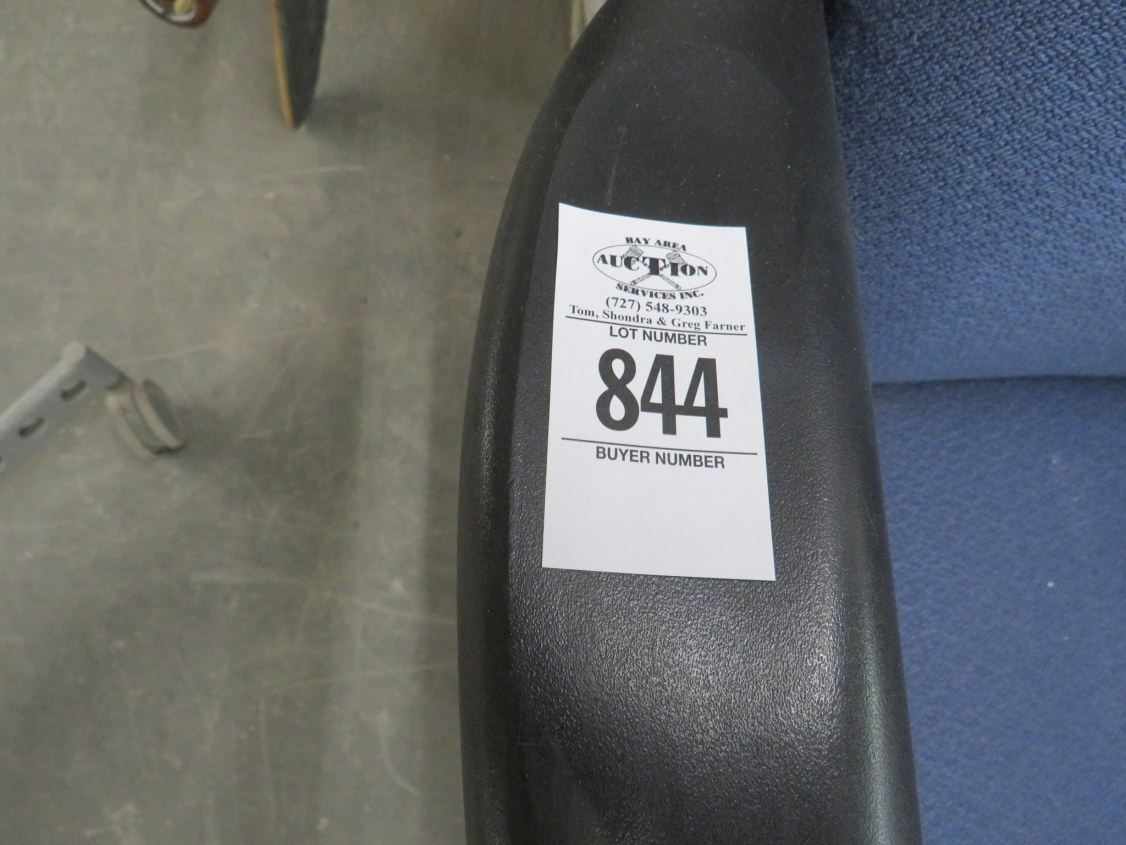 BAY AREA
AUCTION
SERVICES INC.
(727) 548-9303
Tom, Shondra & Greg Farner
LOT NUMBER
844
BUYER NUMBER